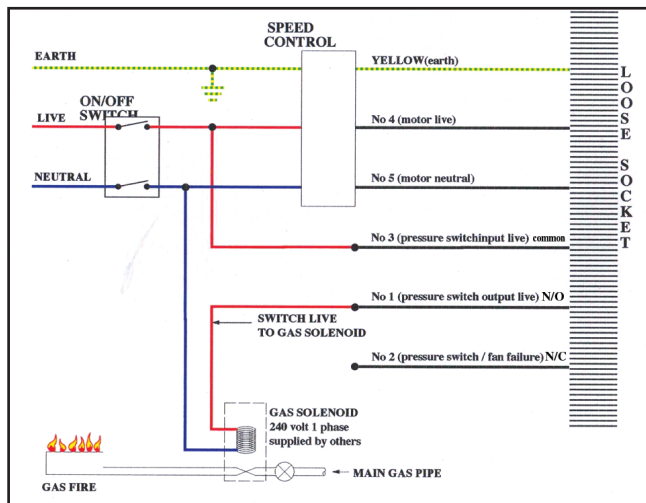 SPEED
CONTROL
EARTH
YELLOW(earth)
ON/OFF
SWITCH
LIVE
No 4 (motor live)
NEUTRAL
No 5 (motor neutral)
No 3 (pressure switchinput live) common
No 1 (pressure switch output live) N/O
SWITCH LIVE
TO GAS SOLENOID
No 2 (pressure switch / fan failure) N/C
GAS SOLENOID
240 volt 1 phase
supplied by others
MAIN GAS PIPE
GAS FIRE
LOOSE SOCKET